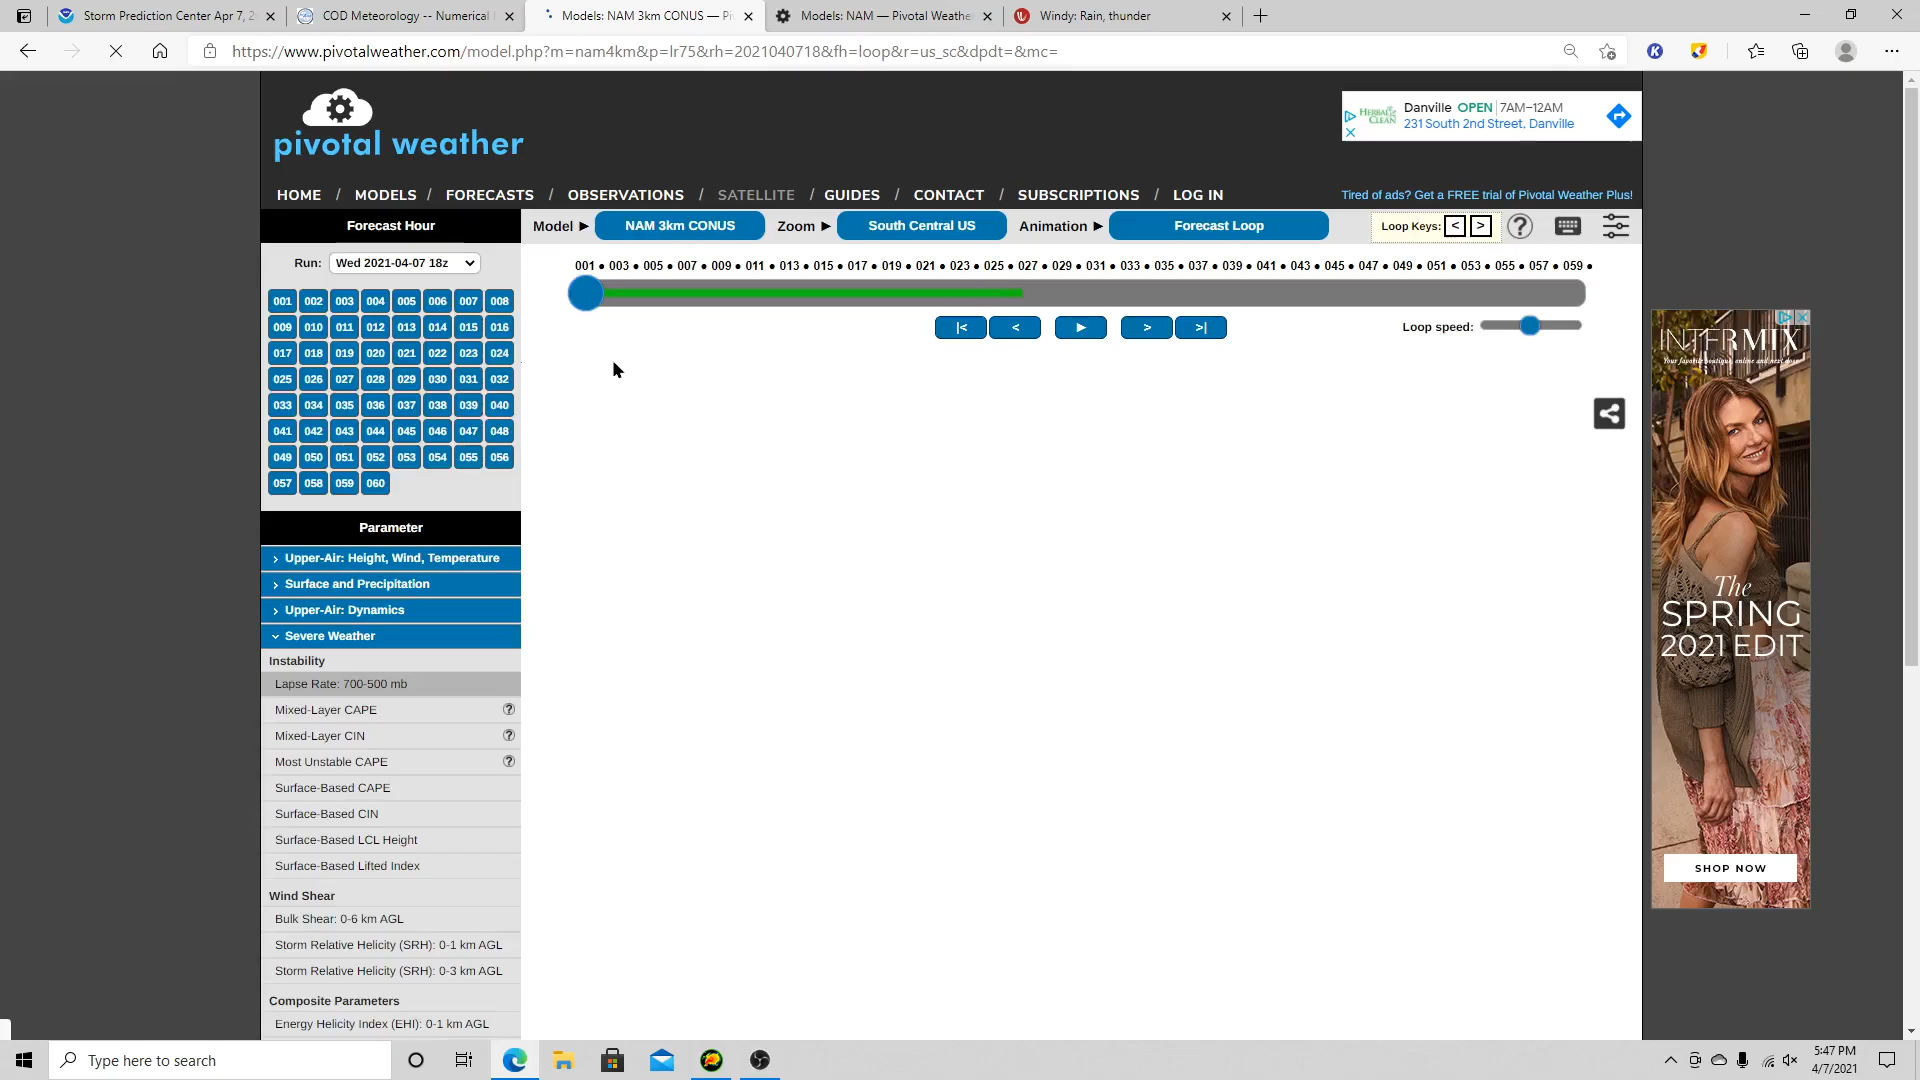 Storm Prediction Center Apr 7, 2
COD Meteorology -- Numerical
Models: NAM 3km CONUS — Pi
Models: NAM — Pivotal Weathe
Windy: Rain, thunder
https://www.pivotalweather.com/model.php?m=nam4km&p=lr75&rh=2021040718&fh=loop&r=us_sc&dpdt=&mc=
pivotal weather
HERBAL CLEAN
Danville OPEN 7AM–12AM
231 South 2nd Street, Danville
HOME / MODELS / FORECASTS / OBSERVATIONS / SATELLITE / GUIDES / CONTACT / SUBSCRIPTIONS / LOG IN
Tired of ads? Get a FREE trial of Pivotal Weather Plus!
Forecast Hour
Model ► NAM 3km CONUS Zoom ► South Central US Animation ► Forecast Loop
Loop Keys: < >
Run: Wed 2021-04-07 18z
001 ● 003 ● 005 ● 007 ● 009 ● 011 ● 013 ● 015 ● 017 ● 019 ● 021 ● 023 ● 025 ● 027 ● 029 ● 031 ● 033 ● 035 ● 037 ● 039 ● 041 ● 043 ● 045 ● 047 ● 049 ● 051 ● 053 ● 055 ● 057 ● 059 ●
|< < ► > >|
Loop speed:
001 002 003 004 005 006 007 008
009 010 011 012 013 014 015 016
017 018 019 020 021 022 023 024
025 026 027 028 029 030 031 032
033 034 035 036 037 038 039 040
041 042 043 044 045 046 047 048
049 050 051 052 053 054 055 056
057 058 059 060
Parameter
› Upper-Air: Height, Wind, Temperature
› Surface and Precipitation
› Upper-Air: Dynamics
Severe Weather
Instability
Lapse Rate: 700-500 mb
Mixed-Layer CAPE ?
Mixed-Layer CIN ?
Most Unstable CAPE ?
Surface-Based CAPE
Surface-Based CIN
Surface-Based LCL Height
Surface-Based Lifted Index
Wind Shear
Bulk Shear: 0-6 km AGL
Storm Relative Helicity (SRH): 0-1 km AGL
Storm Relative Helicity (SRH): 0-3 km AGL
Composite Parameters
Energy Helicity Index (EHI): 0-1 km AGL
INTERMIX
Your favorite boutique, online and next door
The
SPRING
2021 EDIT
SHOP NOW
Type here to search
5:47 PM
4/7/2021